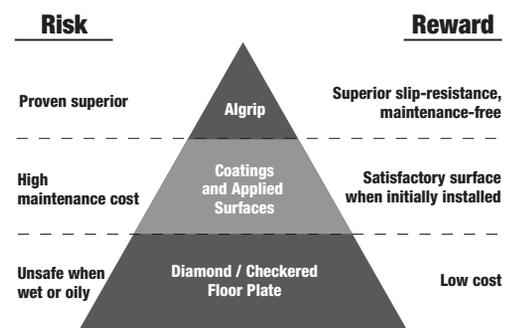 Risk
Reward
Proven superior
Algrip
Superior slip-resistance,
maintenance-free
High
maintenance cost
Coatings
and Applied
Surfaces
Satisfactory surface
when initially installed
Unsafe when
wet or oily
Diamond / Checkered
Floor Plate
Low cost